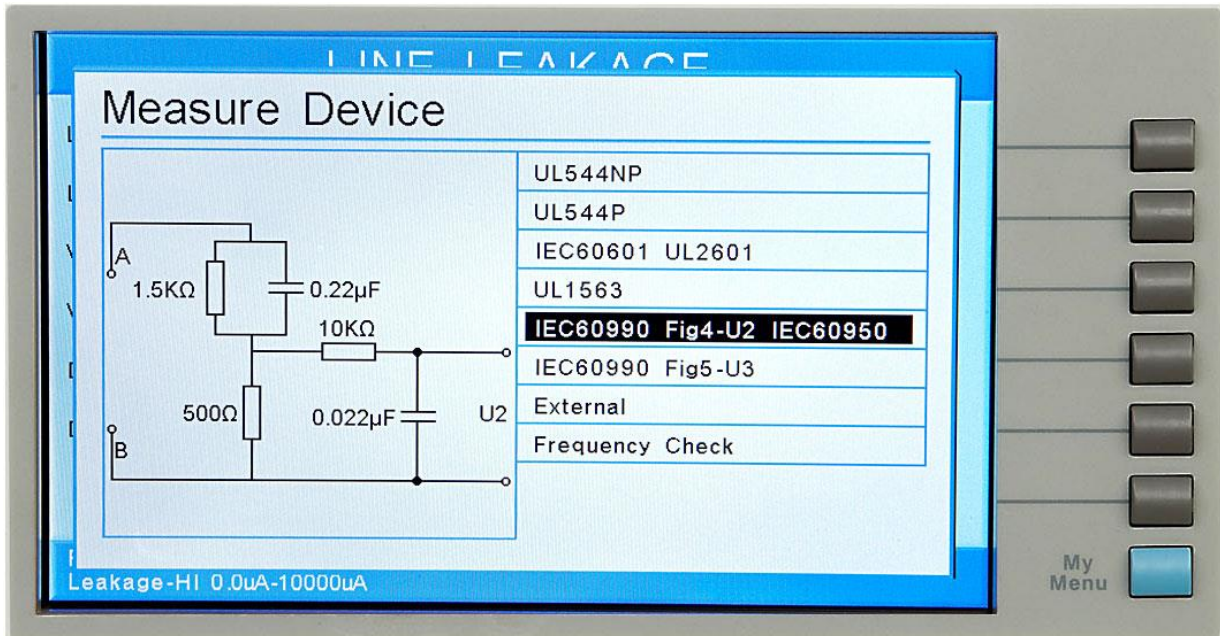 LINE LEAKAGE
Measure Device
UL544NP
UL544P
IEC60601 UL2601
UL1563
IEC60990 Fig4-U2 IEC60950
IEC60990 Fig5-U3
External
Frequency Check
A
1.5KΩ
0.22µF
10KΩ
500Ω
0.022µF
U2
B
Leakage-HI 0.0uA-10000uA
My
Menu